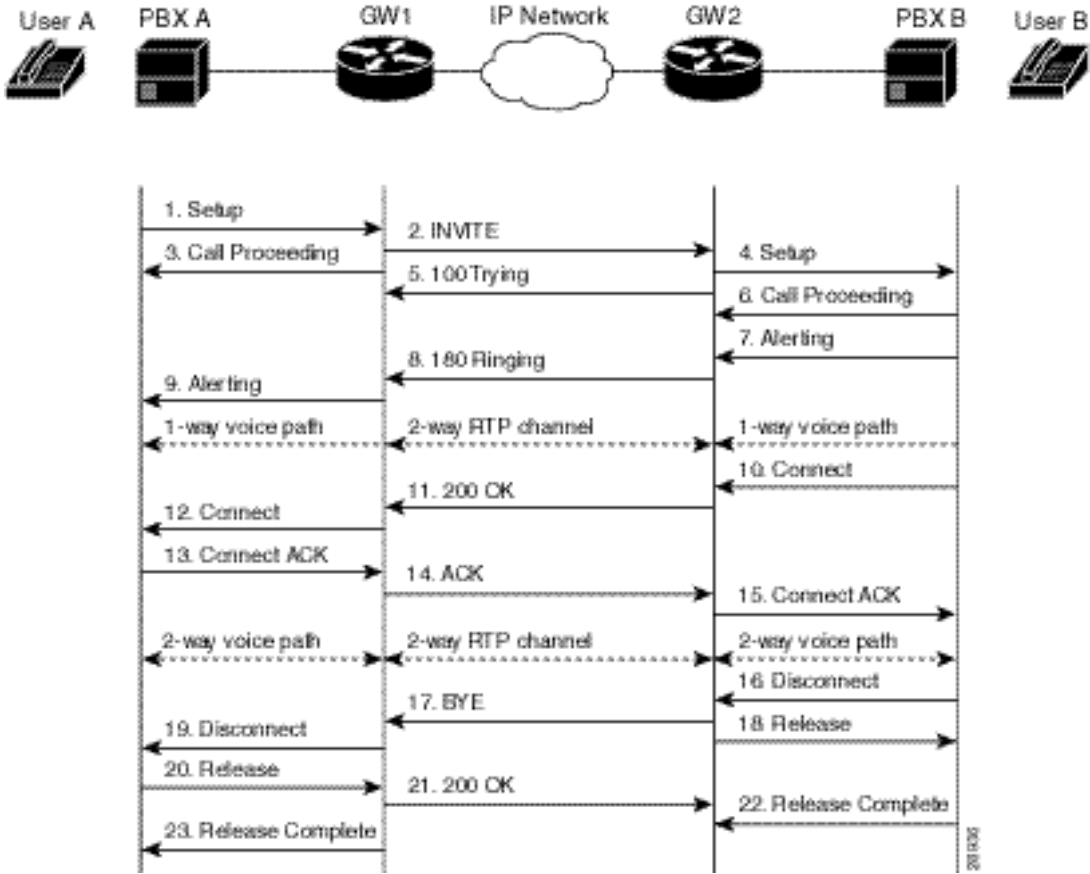 User A
PBX A
GW1
IP Network
GW2
PBX B
User B
1. Setup
2. INVITE
3. Call Proceeding
4. Setup
5. 100 Trying
6. Call Proceeding
7. Alerting
8. 180 Ringing
9. Alerting
1-way voice path
2-way RTP channel
1-way voice path
10. Connect
11. 200 OK
12. Connect
13. Connect ACK
14. ACK
15. Connect ACK
2-way voice path
2-way RTP channel
2-way voice path
16. Disconnect
17. BYE
18. Release
19. Disconnect
20. Release
21. 200 OK
22. Release Complete
23. Release Complete